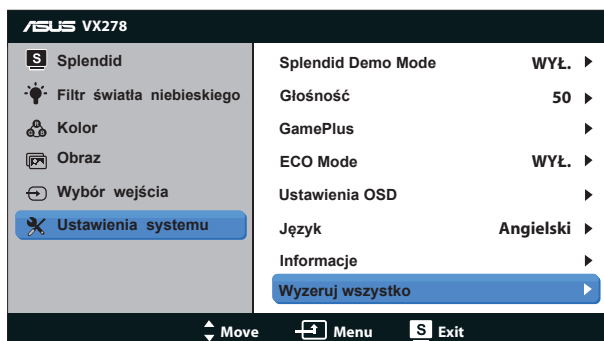 ASUS VX278
S Splendid
Filtr światła niebieskiego
Kolor
Obraz
Wybór wejścia
Ustawienia systemu
Splendid Demo Mode WYŁ.
Głośność 50
GamePlus
ECO Mode WYŁ.
Ustawienia OSD
Język Angielski
Informacje
Wyzeruj wszystko
Move Menu S Exit